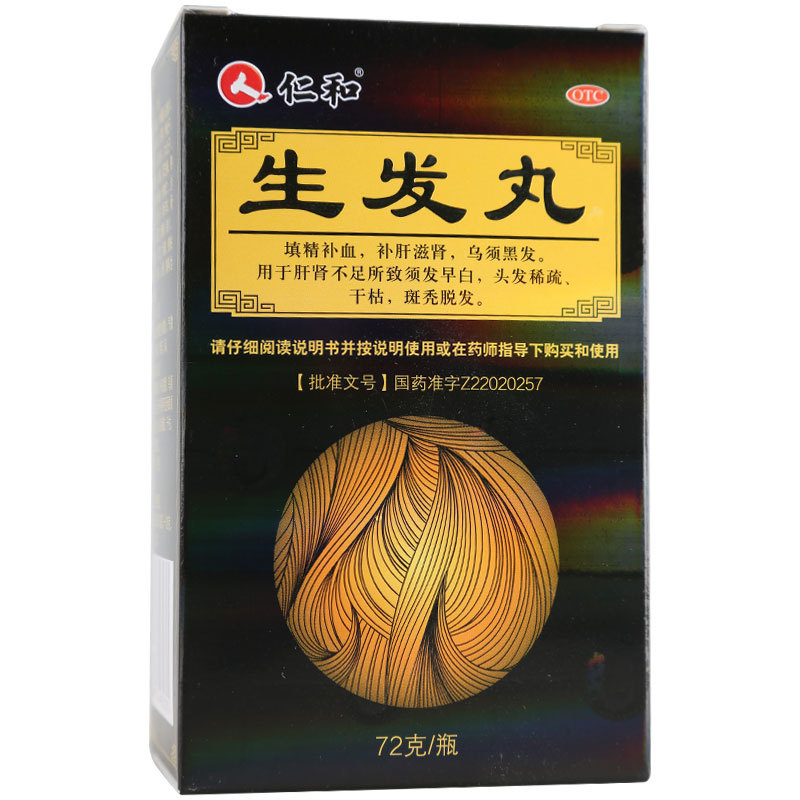 仁和®
OTC
生发丸
填精补血，补肝滋肾，乌须黑发。
用于肝肾不足所致须发早白，头发稀疏、
干枯，斑秃脱发。
请仔细阅读说明书并按说明使用或在药师指导下购买和使用
【批准文号】国药准字Z22020257
72克/瓶